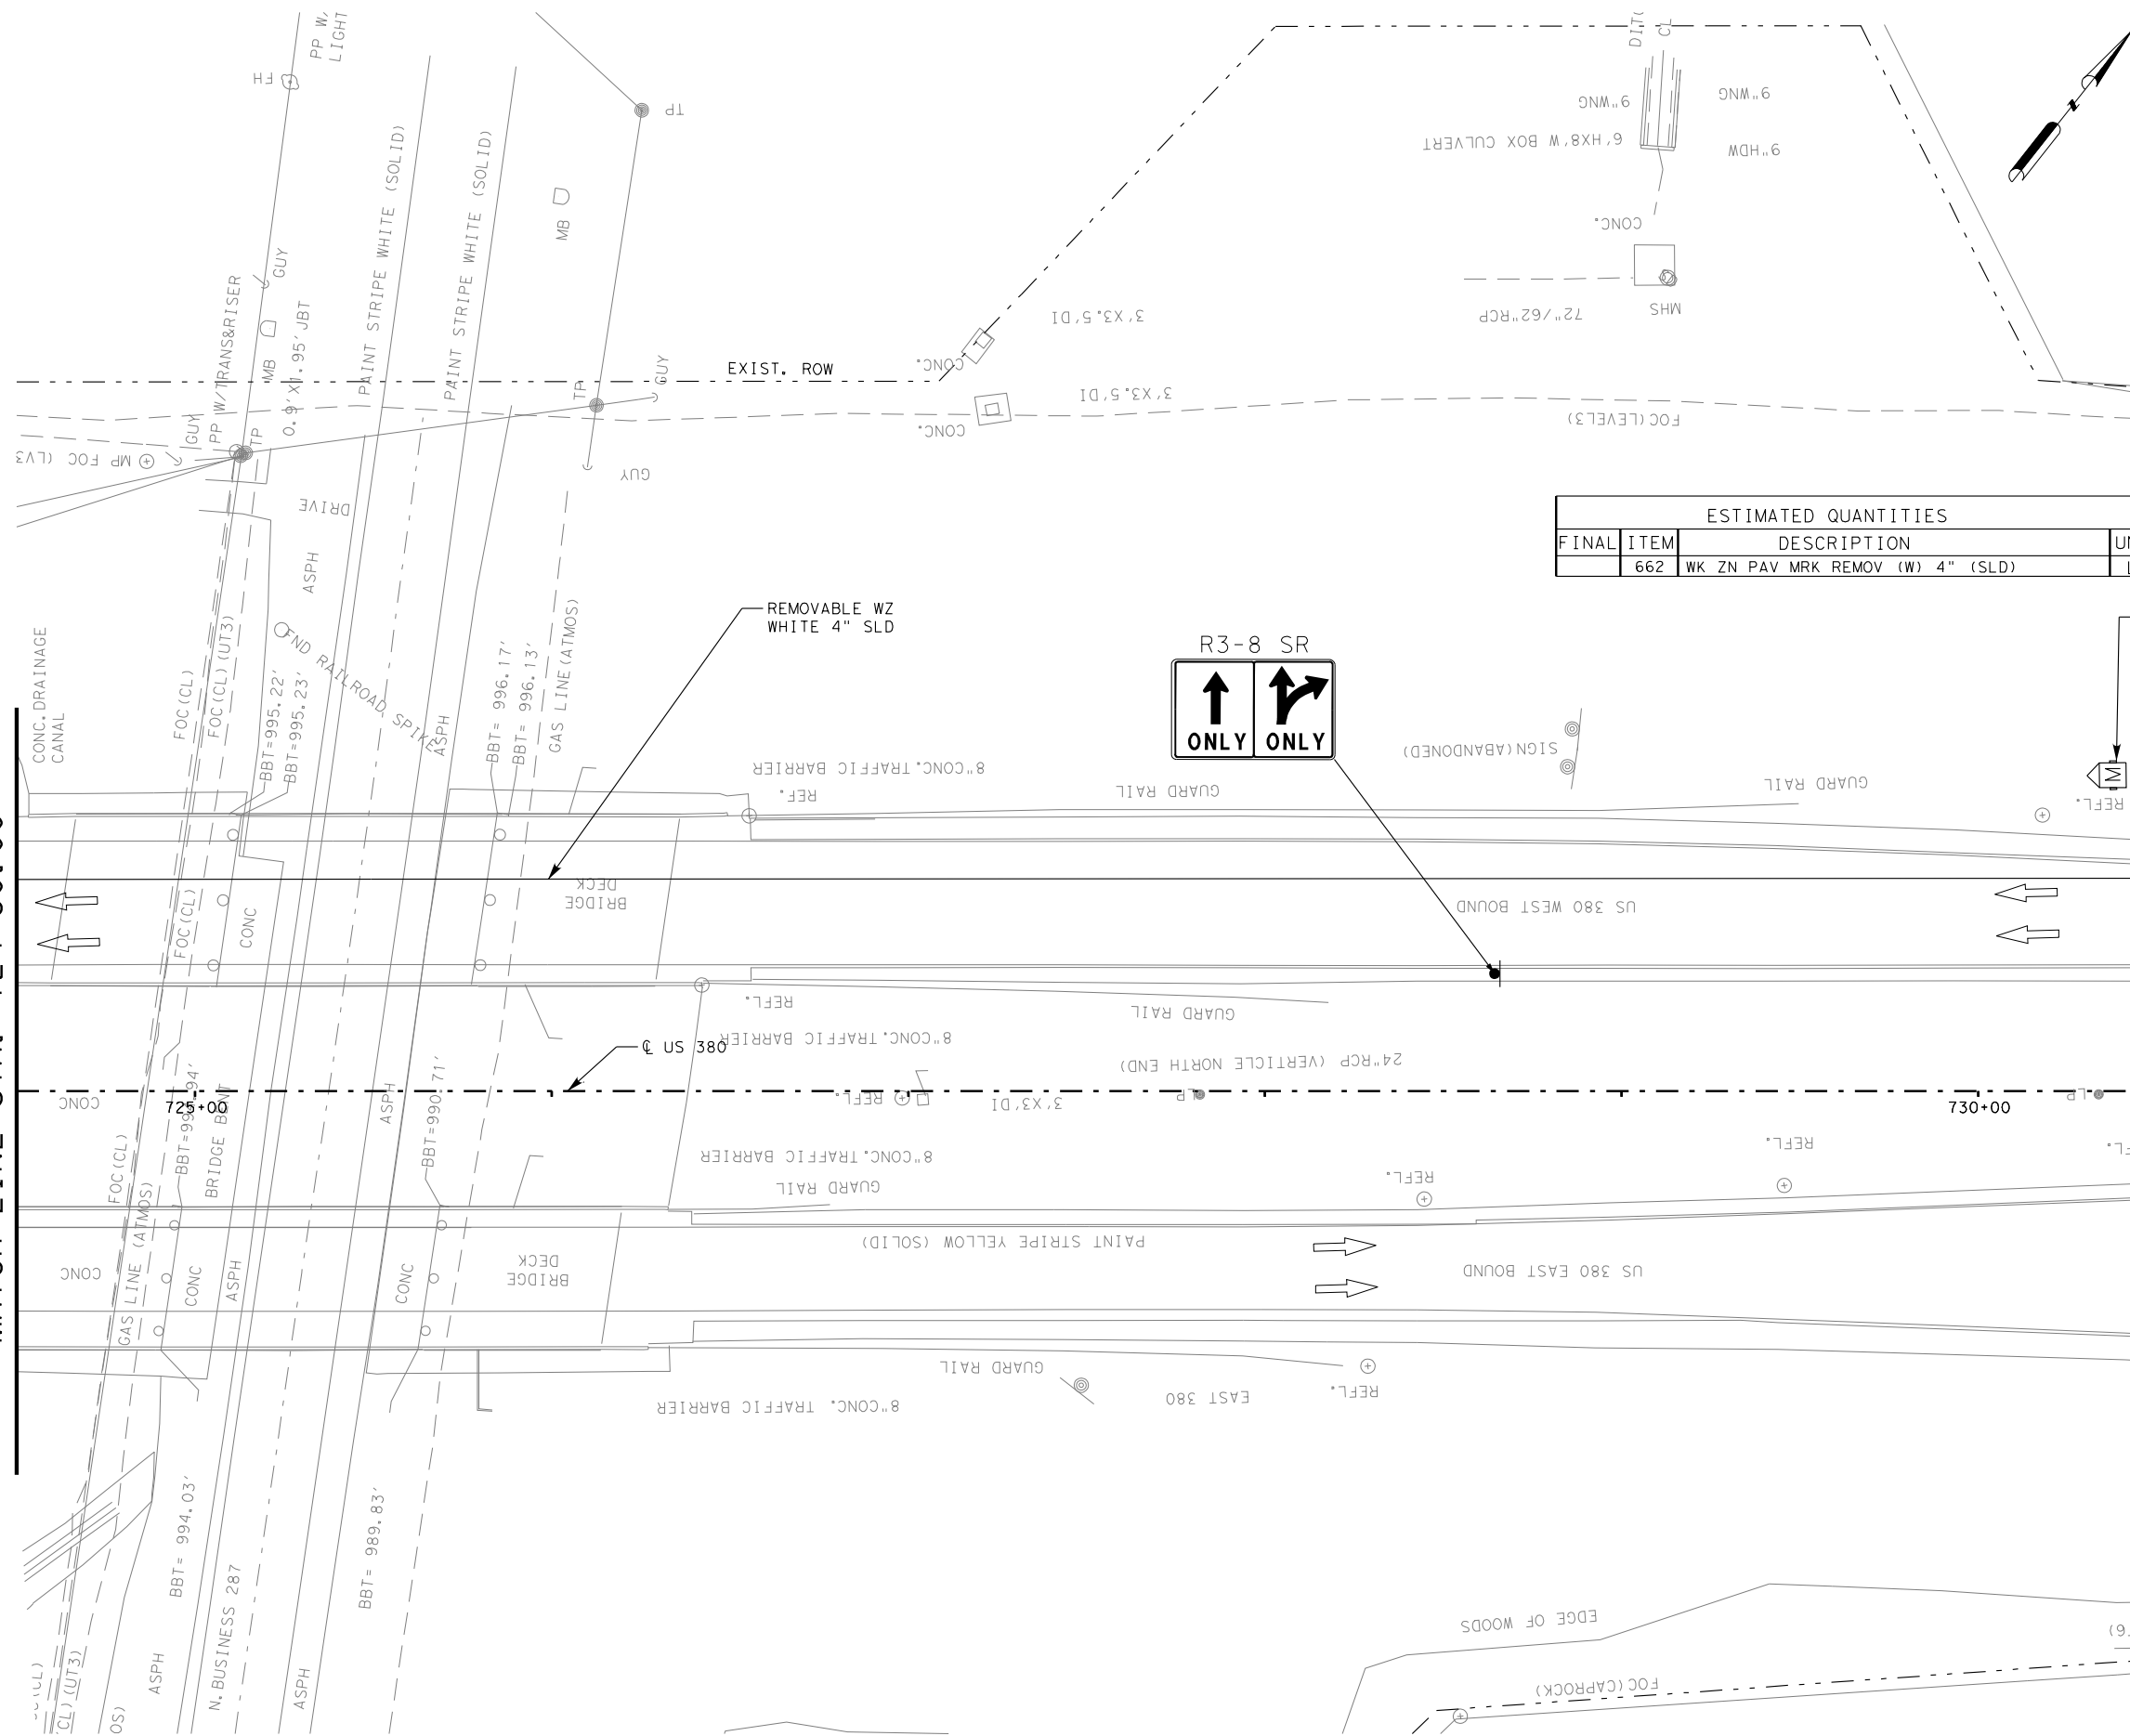 PP W/
LIGHT
FH
TP
DIT(
CL
9"WNG
9"WNG
6'HX8'W BOX CULVERT
9"HDW
CONC.
MHS
72"/62"RCP
PAINT STRIPE WHITE (SOLID)
PAINT STRIPE WHITE (SOLID)
MB
GUY
PP W/TRANS&RISER
MB
0.9'X1.95'JBT
3'X3.5'DI
CONC.
EXIST. ROW
GUY
TP
3'X3.5'DI
CONC.
FOC(LEVEL3)
GUY
TP
MP FOC (LV3
GUY
DRIVE
ASPH
ESTIMATED QUANTITIES
FINAL ITEM DESCRIPTION
662 WK ZN PAV MRK REMOV (W) 4" (SLD)
REMOVABLE WZ
WHITE 4" SLD
R3-8 SR
ONLY ONLY
CONC.DRAINAGE
CANAL
FOC(CL)
FOC(CL)(UT3)
FND RAILROAD SPIKE
BBT=995.22'
BBT=995.23'
ASPH
BBT= 996.17'
BBT= 996.13'
GAS LINE(ATMOS)
8"CONC.TRAFFIC BARRIER
REF.
GUARD RAIL
SIGN(ABANDONED)
GUARD RAIL
M
REFL.
FOC(CL)
CONC
BRIDGE
DECK
US 380 WEST BOUND
REFL.
GUARD RAIL
8"CONC.TRAFFIC BARRIER
℄ US 380
24"RCP (VERTICLE NORTH END)
CONC
725+00
BRIDGE BENT
ASPH
BBT=990.71'
REFL.
3'X3'DI
LP
730+00
LP
FOC(CL)
8"CONC.TRAFFIC BARRIER
GUARD RAIL
REFL.
REFL.
GAS LINE (ATMOS)
PAINT STRIPE YELLOW (SOLID)
CONC
CONC
ASPH
CONC
BRIDGE
DECK
US 380 EAST BOUND
GUARD RAIL
EAST 380
REFL.
8"CONC. TRAFFIC BARRIER
BBT= 994.03'
BBT= 989.83'
N.BUSINESS 287
ASPH
ASPH
EDGE OF WOODS
FOC(CAPROCK)